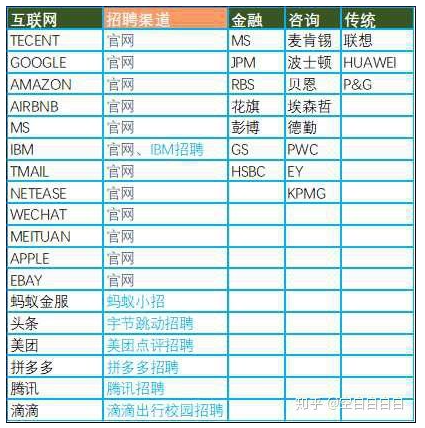 互联网 招聘渠道 金融 咨询 传统
TECENT 官网 MS 麦肯锡 联想
GOOGLE 官网 JPM 波士顿 HUAWEI
AMAZON 官网 RBS 贝恩 P&G
AIRBNB 官网 花旗 埃森哲
MS 官网 彭博 德勤
IBM 官网、IBM招聘 GS PWC
TMAIL 官网 HSBC EY
NETEASE 官网 KPMG
WECHAT 官网
MEITUAN 官网
APPLE 官网
EBAY 官网
蚂蚁金服 蚂蚁小招
头条 宇节跳动招聘
美团 美团点评招聘
拼多多 拼多多招聘
腾讯 腾讯招聘
滴滴 滴滴出行校园招聘
知乎 @空白白白白